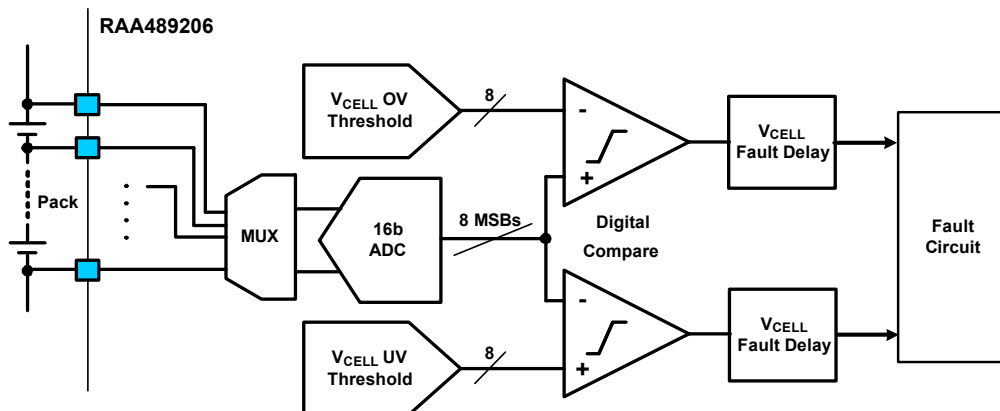 RAA489206
VCELL OV
Threshold
8
-
+
VCELL
Fault Delay
Pack
MUX
16b
ADC
8 MSBs
Digital
Compare
Fault
Circuit
VCELL UV
Threshold
8
-
+
VCELL
Fault Delay